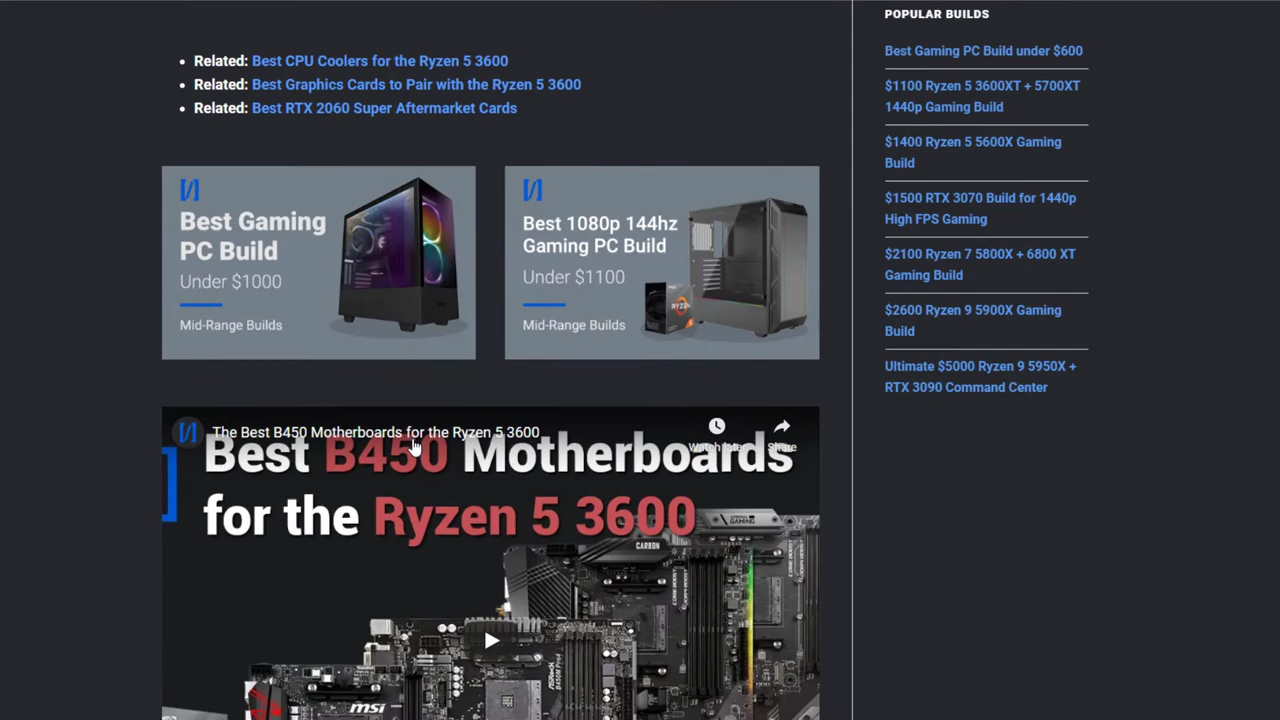 POPULAR BUILDS
Related: Best CPU Coolers for the Ryzen 5 3600
Related: Best Graphics Cards to Pair with the Ryzen 5 3600
Related: Best RTX 2060 Super Aftermarket Cards
Best Gaming PC Build under $600
$1100 Ryzen 5 3600XT + 5700XT
1440p Gaming Build
$1400 Ryzen 5 5600X Gaming
Build
$1500 RTX 3070 Build for 1440p
High FPS Gaming
$2100 Ryzen 7 5800X + 6800 XT
Gaming Build
$2600 Ryzen 9 5900X Gaming
Build
Ultimate $5000 Ryzen 9 5950X +
RTX 3090 Command Center
Best Gaming
PC Build
Under $1000
Mid-Range Builds
Best 1080p 144hz
Gaming PC Build
Under $1100
Mid-Range Builds
RYZEN
The Best B450 Motherboards for the Ryzen 5 3600
Watch later
Share
Best B450 Motherboards
for the Ryzen 5 3600
CARBON
msi